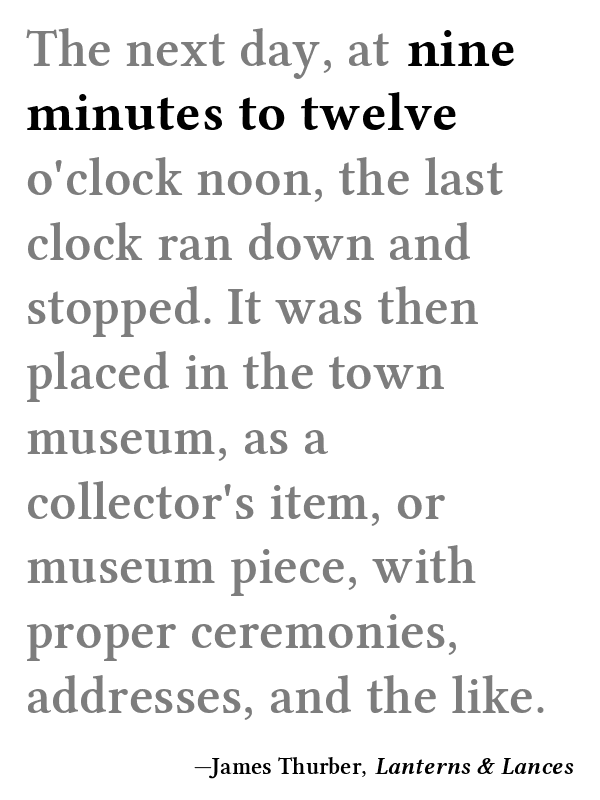 The next day, at nine
minutes to twelve
o'clock noon, the last
clock ran down and
stopped. It was then
placed in the town
museum, as a
collector's item, or
museum piece, with
proper ceremonies,
addresses, and the like.
—James Thurber, Lanterns & Lances